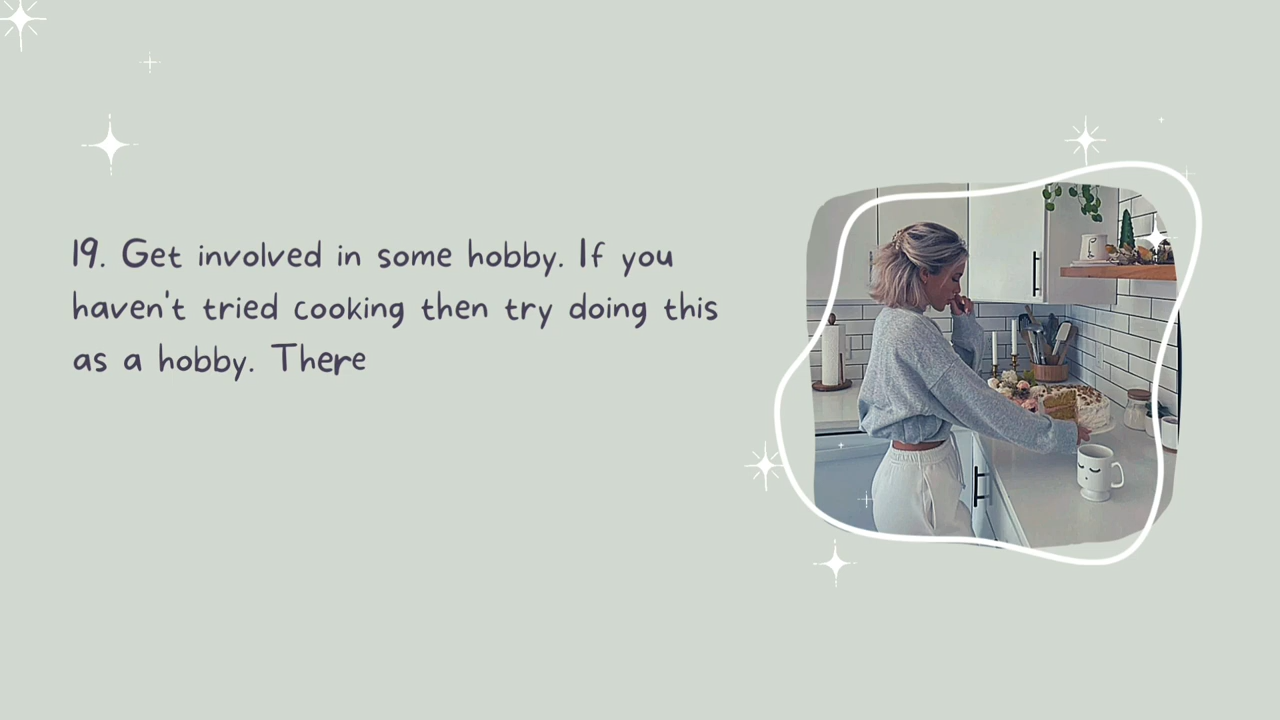 19. Get involved in some hobby. If you
haven't tried cooking then try doing this
as a hobby. There